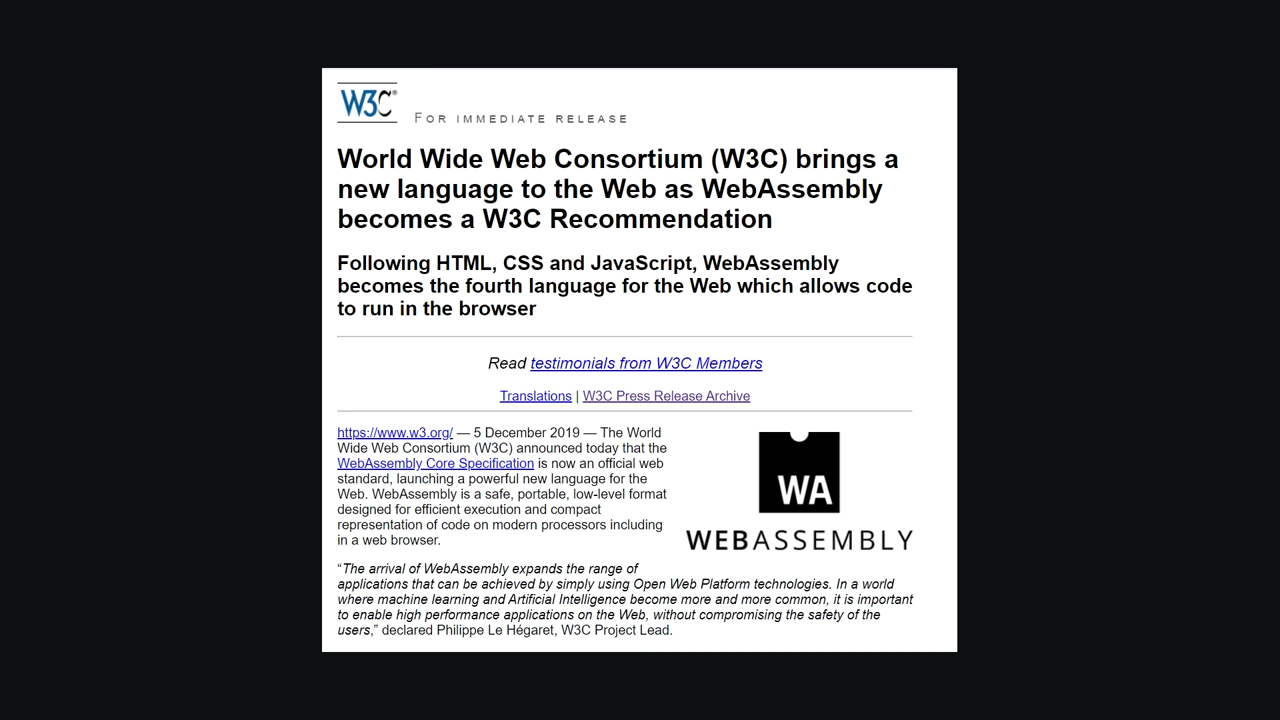 W3C®
FOR IMMEDIATE RELEASE
World Wide Web Consortium (W3C) brings a
new language to the Web as WebAssembly
becomes a W3C Recommendation
Following HTML, CSS and JavaScript, WebAssembly
becomes the fourth language for the Web which allows code
to run in the browser
Read testimonials from W3C Members
Translations | W3C Press Release Archive
https://www.w3.org/ — 5 December 2019 — The World
Wide Web Consortium (W3C) announced today that the
WebAssembly Core Specification is now an official web
standard, launching a powerful new language for the
Web. WebAssembly is a safe, portable, low-level format
designed for efficient execution and compact
representation of code on modern processors including
in a web browser.
WA
WEBASSEMBLY
“The arrival of WebAssembly expands the range of
applications that can be achieved by simply using Open Web Platform technologies. In a world
where machine learning and Artificial Intelligence become more and more common, it is important
to enable high performance applications on the Web, without compromising the safety of the
users,” declared Philippe Le Hégaret, W3C Project Lead.